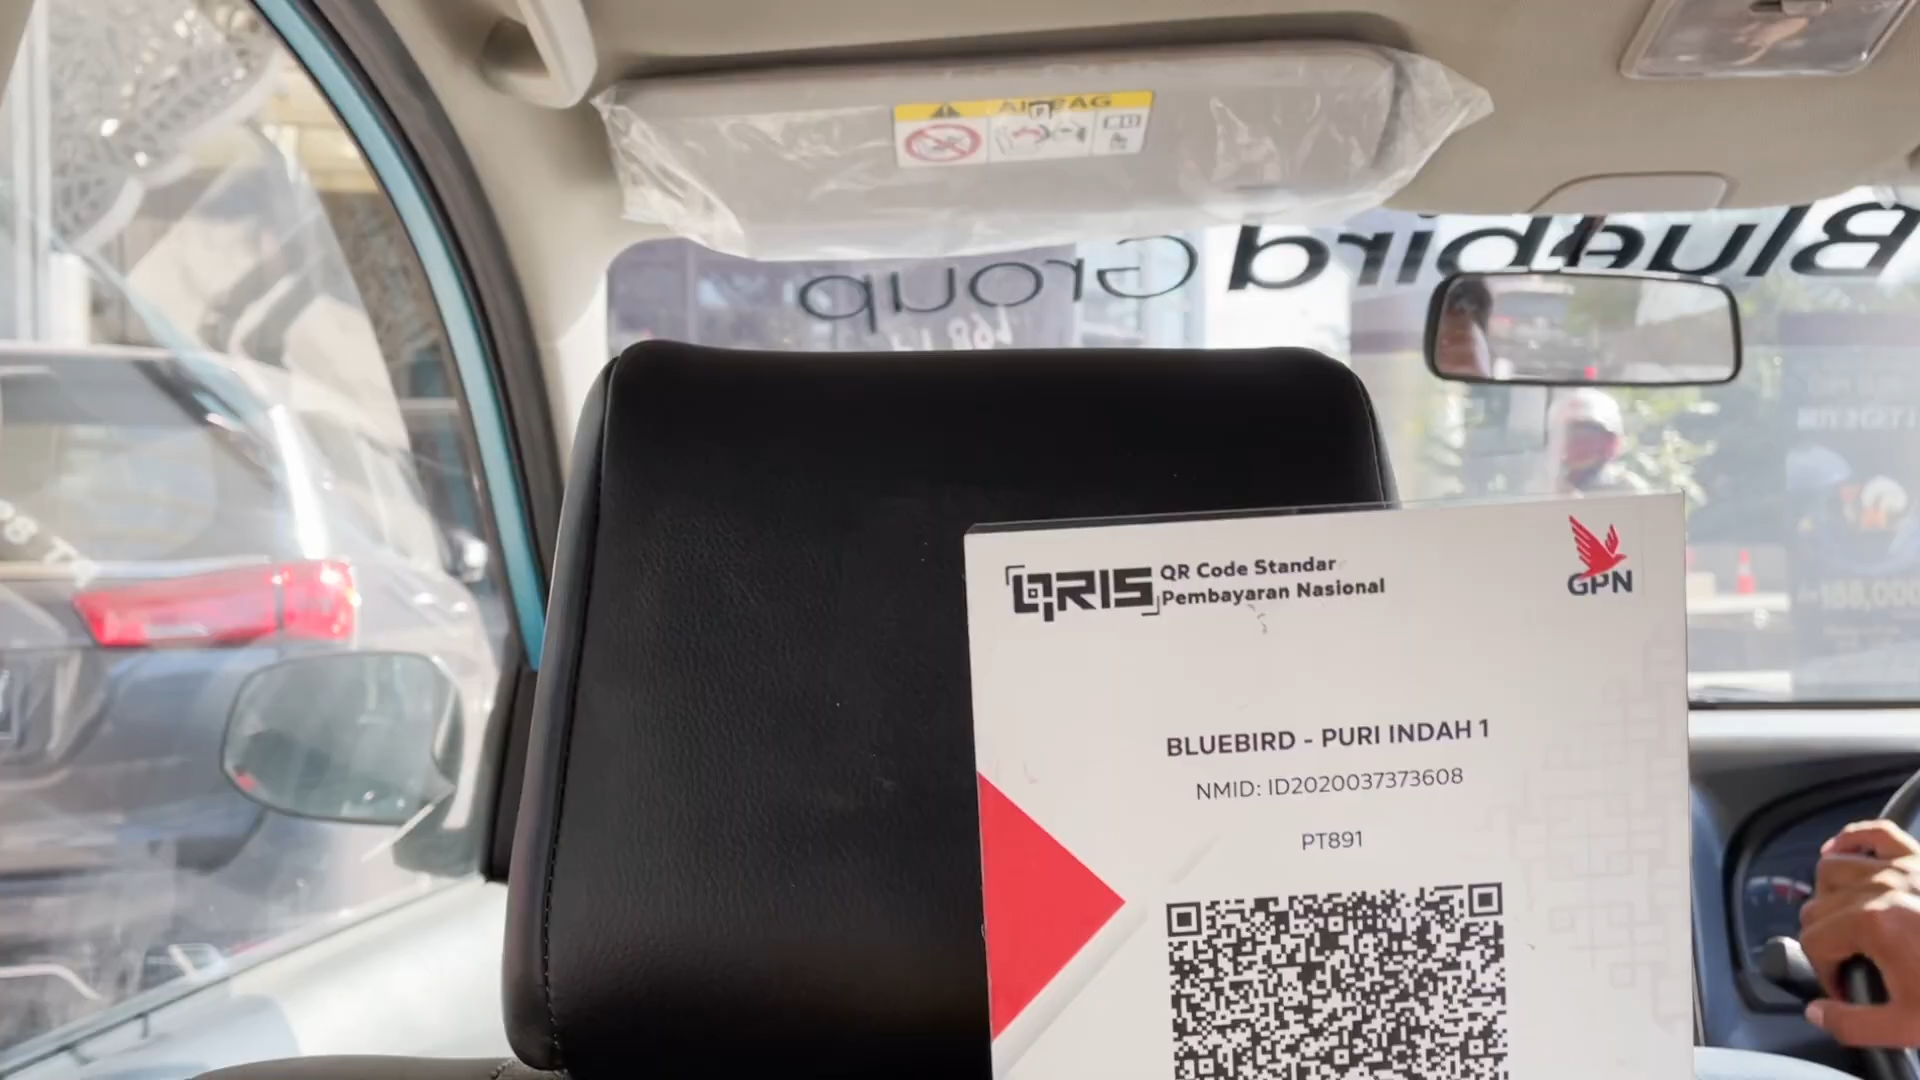 AIRBAG
Bluebird Group
QRIS
QR Code Standar
Pembayaran Nasional
GPN
BLUEBIRD - PURI INDAH 1
NMID: ID2020037373608
PT891